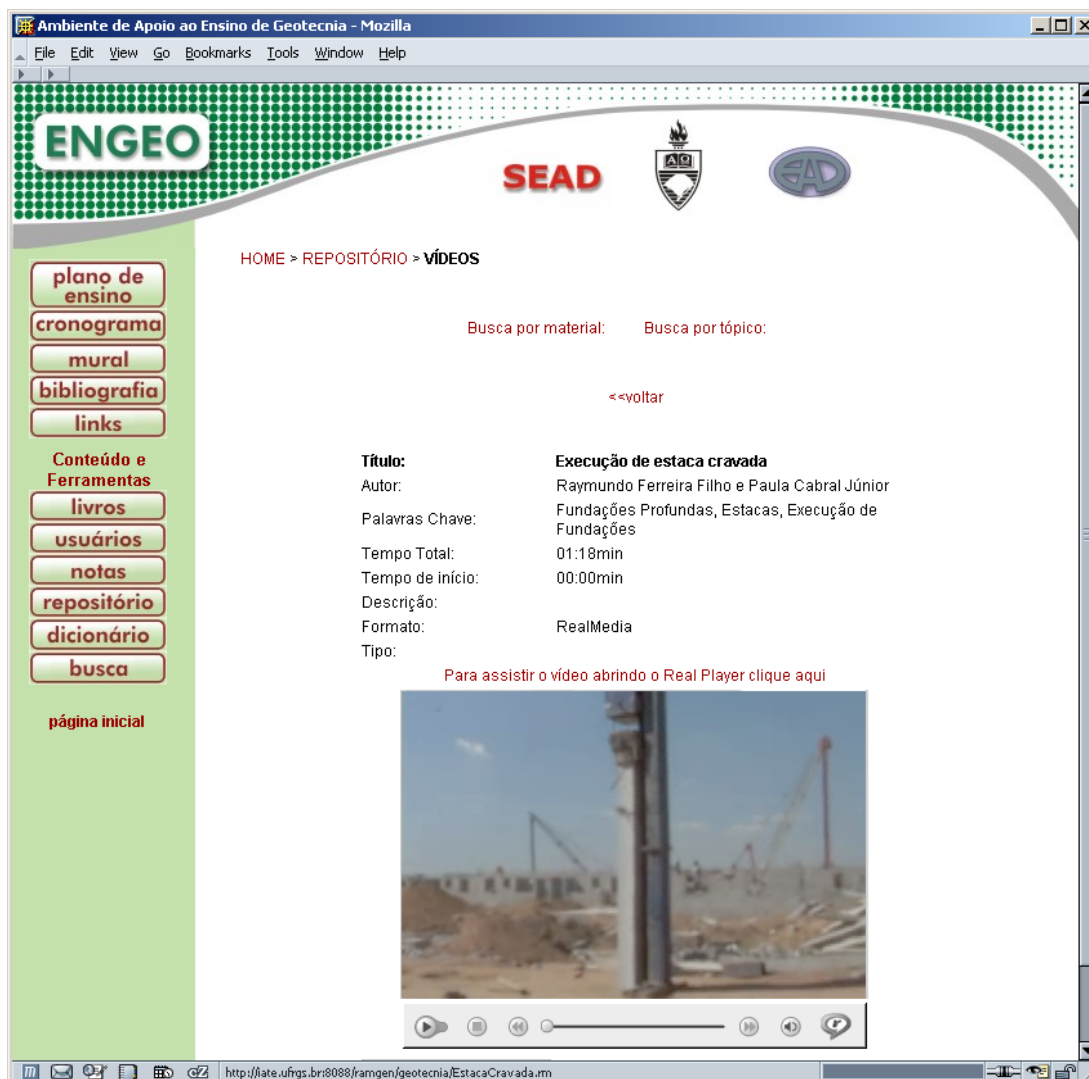 Ambiente de Apoio ao Ensino de Geotecnia - Mozilla
File Edit View Go Bookmarks Tools Window Help
ENGEO
SEAD
ΑΩ
EAD
HOME > REPOSITÓRIO > VÍDEOS
plano de
ensino
cronograma
mural
bibliografia
links
Conteúdo e
Ferramentas
livros
usuários
notas
repositório
dicionário
busca
página inicial
Busca por material: Busca por tópico:
<<voltar
Título: Execução de estaca cravada
Autor: Raymundo Ferreira Filho e Paula Cabral Júnior
Palavras Chave: Fundações Profundas, Estacas, Execução de
Fundações
Tempo Total: 01:18min
Tempo de início: 00:00min
Descrição:
Formato: RealMedia
Tipo:
Para assistir o vídeo abrindo o Real Player clique aqui
http://iate.ufrgs.br:8088/ramgen/geotecnia/EstacaCravada.rm